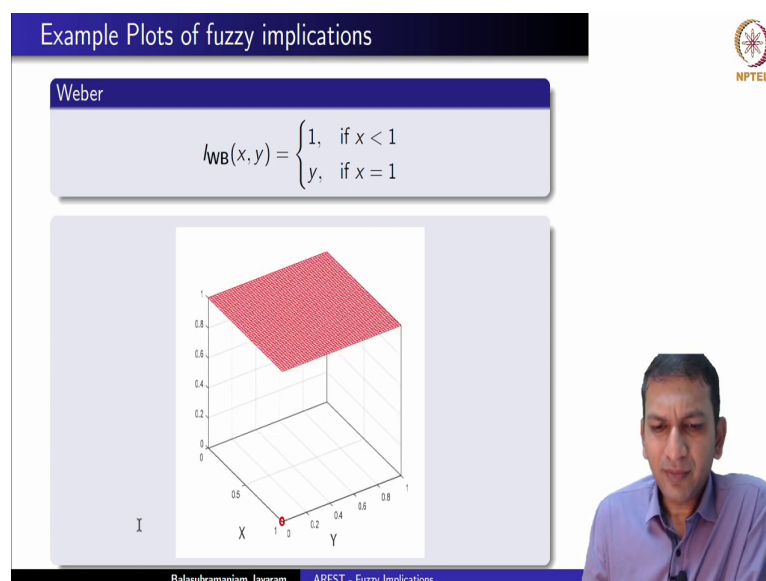 Example Plots of fuzzy implications
NPTEL
Weber
I_WB(x, y) = { 1, if x < 1
y, if x = 1
1
0.8
0.6
0.4
0.2
0
0
0.5
1
X
0
0.2
0.4
0.6
0.8
1
Y
Balasubramaniam Jayaram AREST - Fuzzy Implications